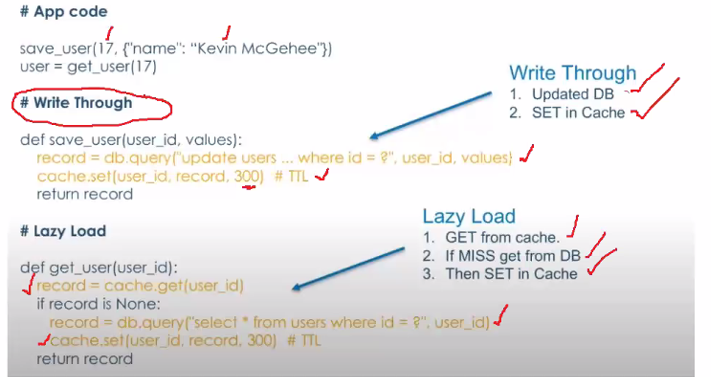 # App code
save_user(17, {"name": “Kevin McGehee"})
user = get_user(17)
# Write Through
def save_user(user_id, values):
record = db.query("update users ... where id = ?", user_id, values)
cache.set(user_id, record, 300) # TTL
return record
Write Through
1. Updated DB
2. SET in Cache
# Lazy Load
def get_user(user_id):
record = cache.get(user_id)
if record is None:
record = db.query("select * from users where id = ?", user_id)
cache.set(user_id, record, 300) # TTL
return record
Lazy Load
1. GET from cache.
2. If MISS get from DB
3. Then SET in Cache